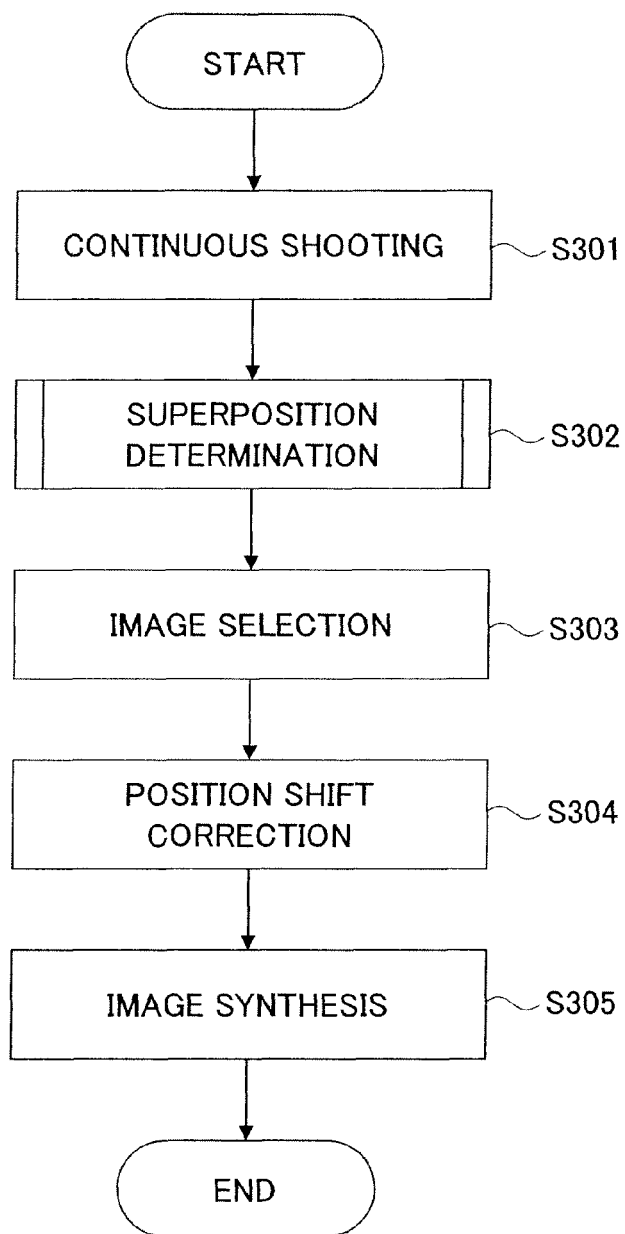 START
CONTINUOUS SHOOTING
S301
SUPERPOSITION
DETERMINATION
S302
IMAGE SELECTION
S303
POSITION SHIFT
CORRECTION
S304
IMAGE SYNTHESIS
S305
END